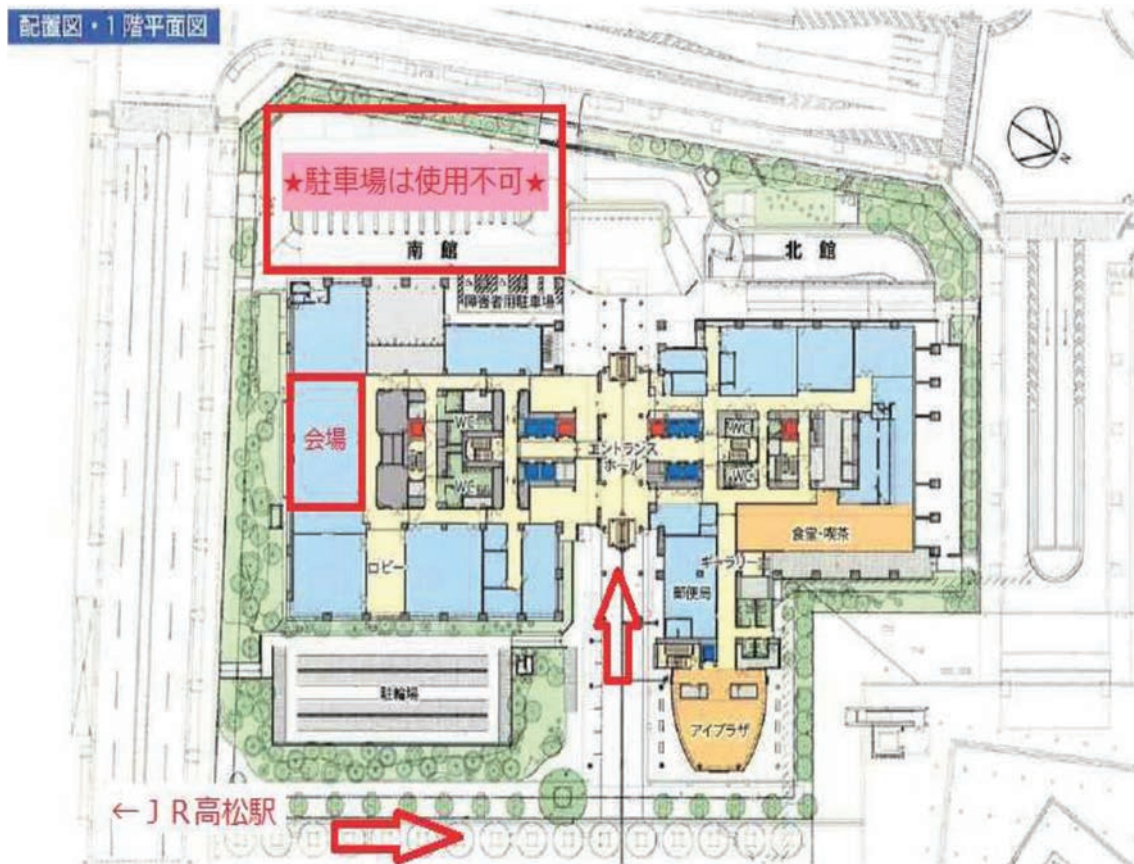 配置図・1階平面図
★駐車場は使用不可★
南館
北館
障害者用駐車場
N
会場
WC
WC
WC
WC
エントランス
ホール
食堂・喫茶
ロビー
ギャラリー
郵便局
駐輪場
アイプラザ
←JR高松駅